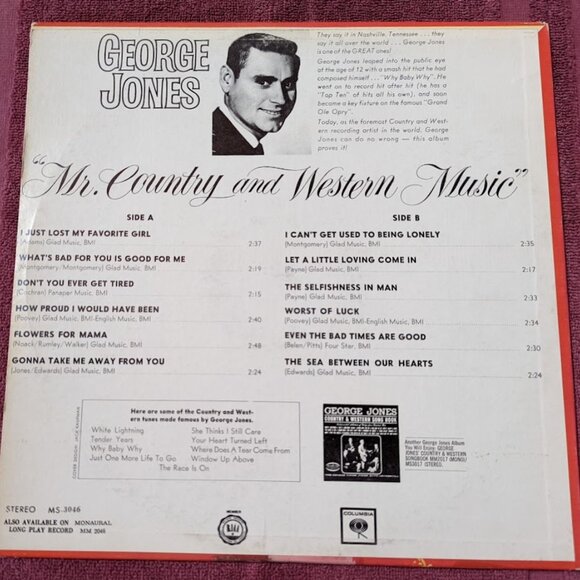 GEORGE
JONES
They say it in Nashville, Tennessee . . . they
say it all over the world . . . George Jones
is one of the GREAT ones!
George Jones leaped into the public eye
at the age of 12 with a smash hit that he had
composed himself . . . "Why Baby Why". He
went on to record hit after hit (he has a
"Top Ten" of hits all his own), and soon
became a key fixture on the famous "Grand
Ole Opry".
Today, as the foremost Country and West-
ern recording artist in the world, George
Jones can do no wrong — this album
proves it!
"Mr. Country and Western Music"
SIDE A
I JUST LOST MY FAVORITE GIRL
(Adams) Glad Music, BMI 2:37
WHAT'S BAD FOR YOU IS GOOD FOR ME
(Montgomery/Montgomery) Glad Music, BMI 2:19
DON'T YOU EVER GET TIRED
(Cochran) Pamper Music, BMI 2:15
HOW PROUD I WOULD HAVE BEEN
(Poovey) Glad Music, BMI-English Music, BMI 2:40
FLOWERS FOR MAMA
(Noack/Rumley/Walker) Glad Music, BMI 2:48
GONNA TAKE ME AWAY FROM YOU
(Jones/Edwards) Glad Music, BMI 2:24
SIDE B
I CAN'T GET USED TO BEING LONELY
(Montgomery) Glad Music, BMI 2:35
LET A LITTLE LOVING COME IN
(Payne) Glad Music, BMI 2:17
THE SELFISHNESS IN MAN
(Payne) Glad Music, BMI 2:33
WORST OF LUCK
(Poovey) Glad Music, BMI-English Music, BMI 2:34
EVEN THE BAD TIMES ARE GOOD
(Belen/Pitts) Four Star, BMI 2:30
THE SEA BETWEEN OUR HEARTS
(Edwards) Glad Music, BMI 2:24
COVER DESIGN: JACK KAUFMAN
Here are some of the Country and West-
ern tunes made famous by George Jones.
White Lightning
Tender Years
Why Baby Why
Just One More
She Thinks I Still Care
Your Heart Turned Left
Where Does A Tear Come From
Life To Go
Window Up Above
The Race Is On
GEORGE JONES
COUNTRY & WESTERN SONG BOOK
Another George Jones Album
You Will Enjoy: GEORGE
JONES' COUNTRY & WESTERN
SONGBOOK MM2017 (MONO)
MS3017 (STEREO).
STEREO MS-3046
ALSO AVAILABLE ON MONAURAL
LONG PLAY RECORD MM 2046
MEMBER
RIAA
COLUMBIA